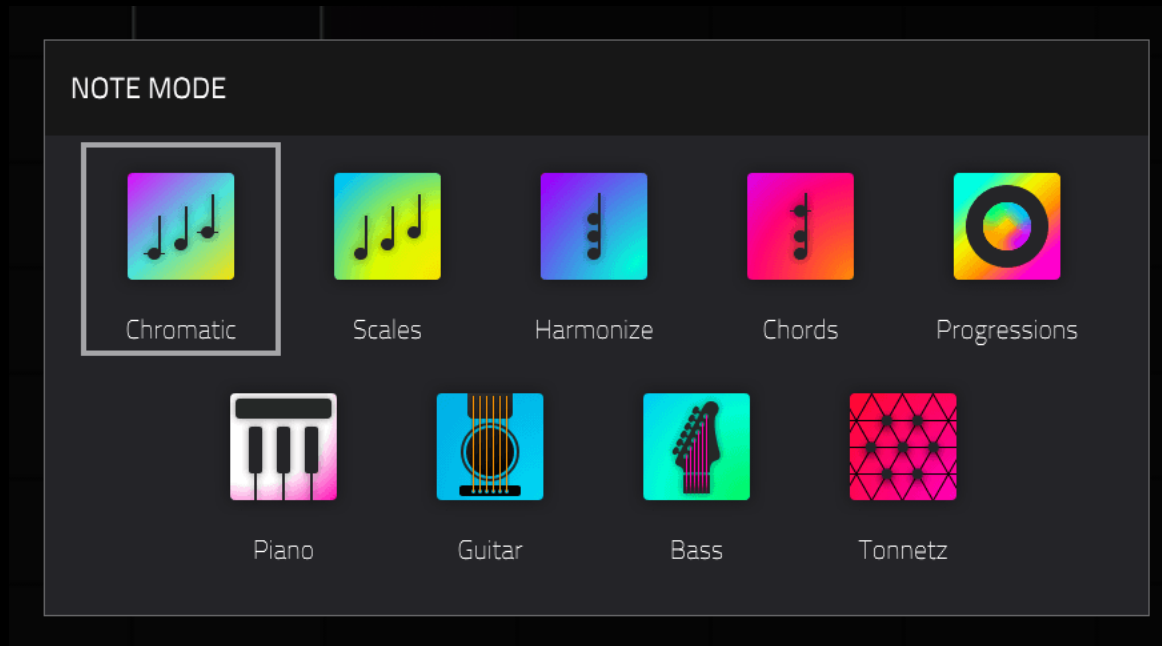 NOTE MODE
Chromatic
Scales
Harmonize
Chords
Progressions
Piano
Guitar
Bass
Tonnetz